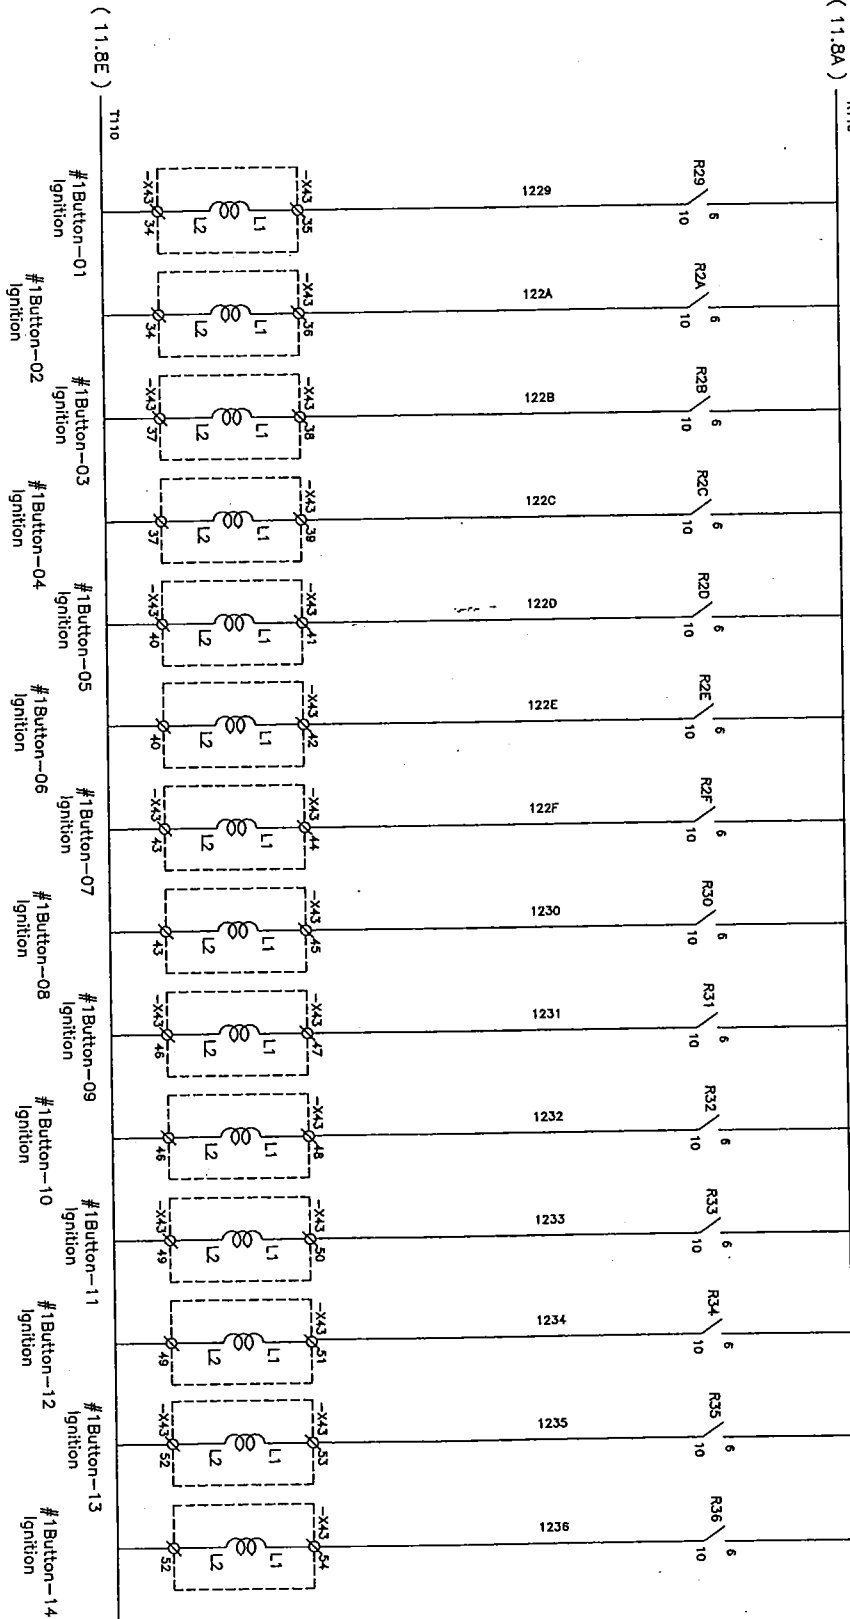 ( 11.8A )
( 11.8E )
T110
R29
6
10
1229
-X43
35
L1
L2
-X43
34
#1Button-01
Ignition
R2A
6
10
122A
-X43
36
L1
L2
34
#1Button-02
Ignition
R2B
6
10
122B
-X43
38
L1
L2
-X43
37
#1Button-03
Ignition
R2C
6
10
122C
-X43
39
L1
L2
37
#1Button-04
Ignition
R2D
6
10
122D
-X43
41
L1
L2
-X43
40
#1Button-05
Ignition
R2E
6
10
122E
-X43
42
L1
L2
40
#1Button-06
Ignition
R2F
6
10
122F
-X43
44
L1
L2
-X43
43
#1Button-07
Ignition
R30
6
10
1230
-X43
45
L1
L2
43
#1Button-08
Ignition
R31
6
10
1231
-X43
47
L1
L2
-X43
46
#1Button-09
Ignition
R32
6
10
1232
-X43
48
L1
L2
46
#1Button-10
Ignition
R33
6
10
1233
-X43
50
L1
L2
-X43
49
#1Button-11
Ignition
R34
6
10
1234
-X43
51
L1
L2
49
#1Button-12
Ignition
R35
6
10
1235
-X43
53
L1
L2
-X43
52
#1Button-13
Ignition
R36
6
10
1236
-X43
54
L1
L2
52
#1Button-14
Ignition